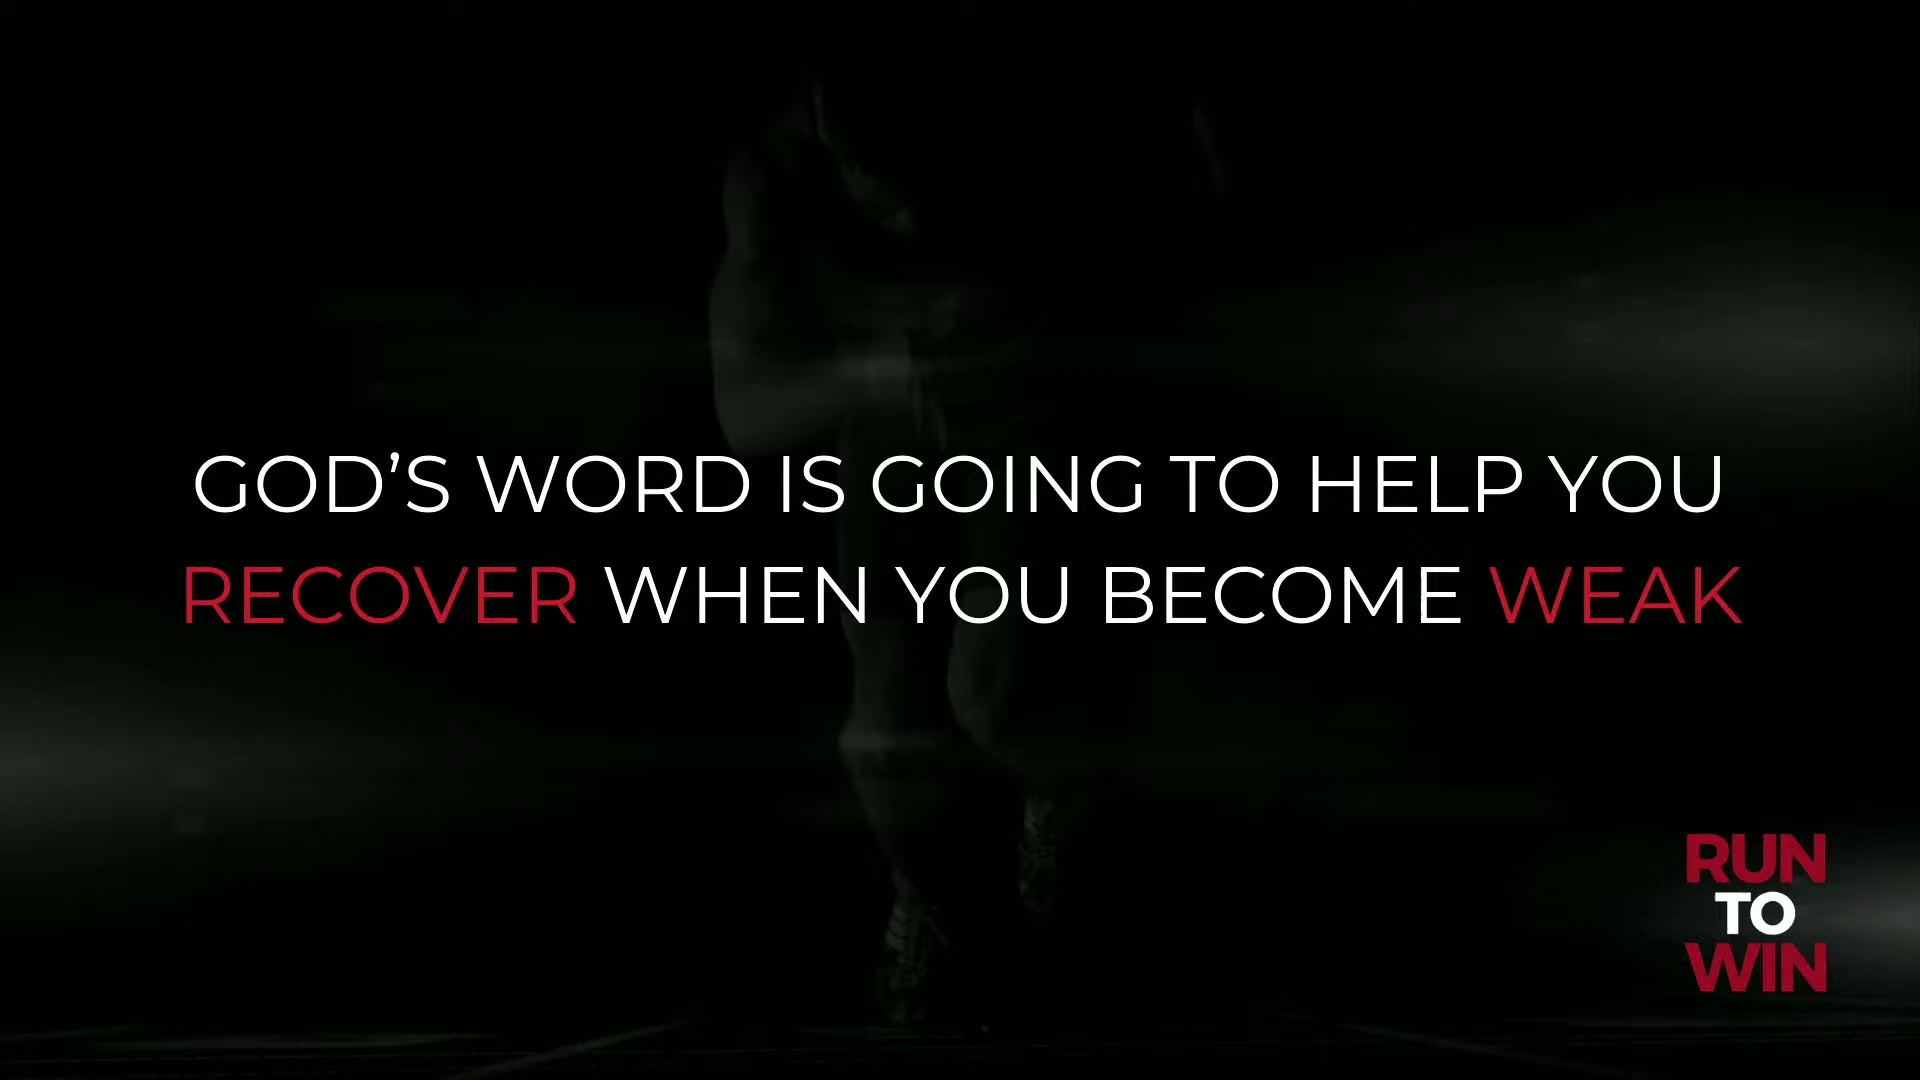 GOD’S WORD IS GOING TO HELP YOU
RECOVER WHEN YOU BECOME WEAK
RUN
TO
WIN